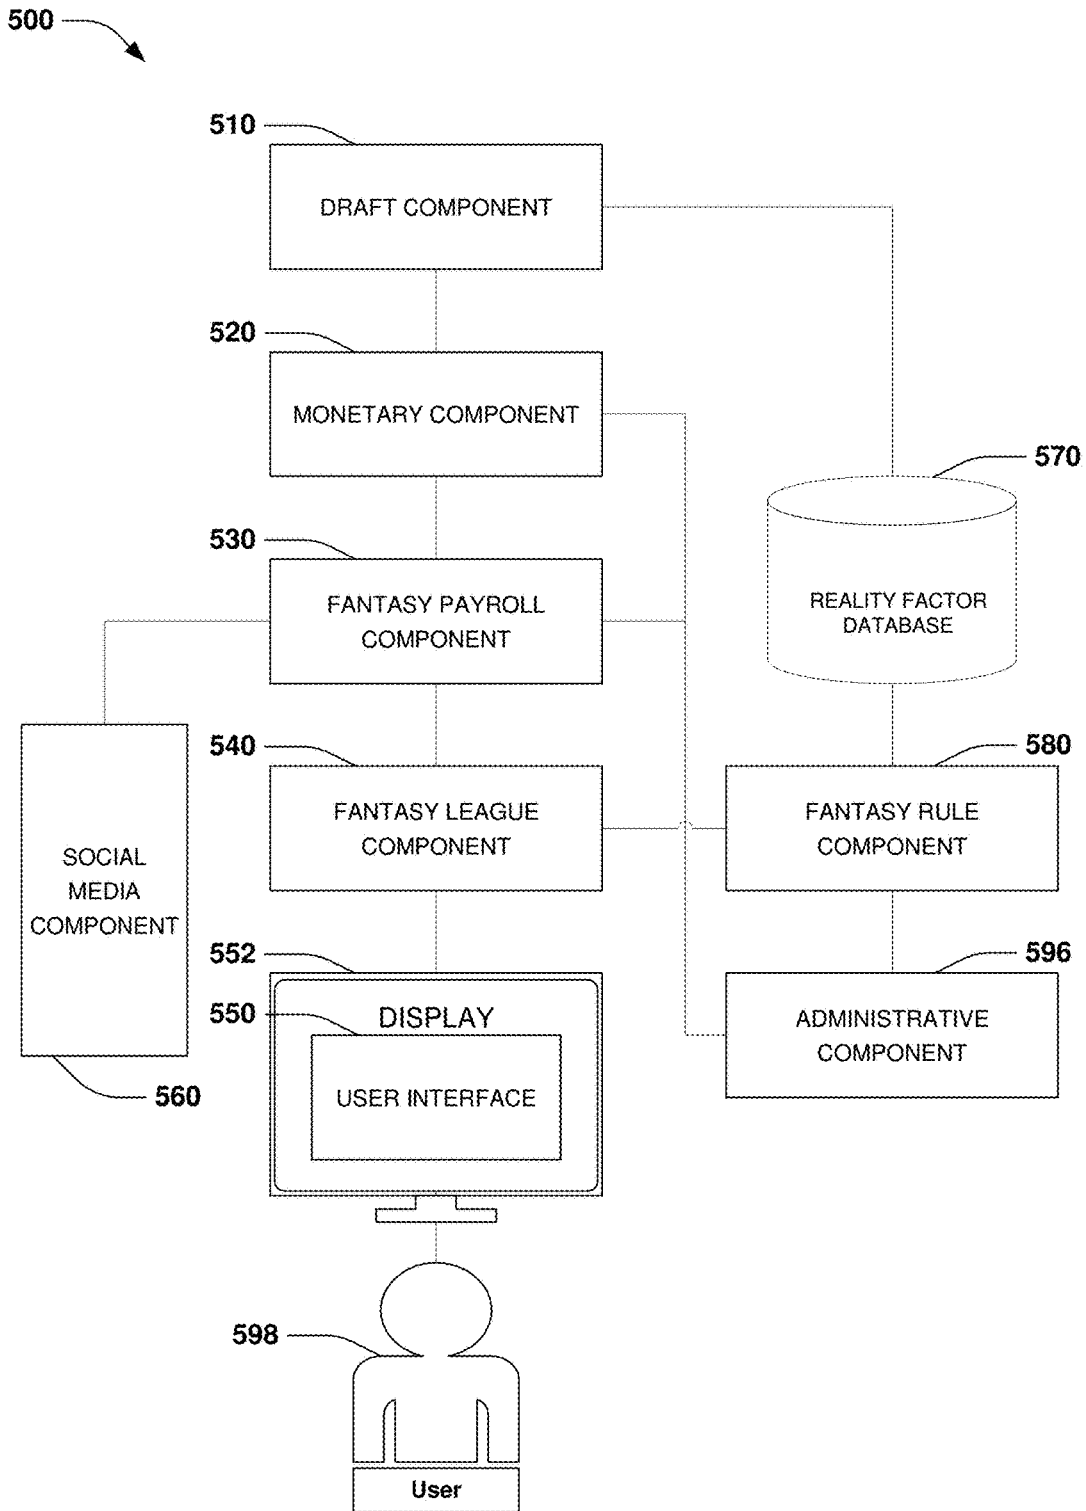 500
510
DRAFT COMPONENT
520
MONETARY COMPONENT
570
530
FANTASY PAYROLL
COMPONENT
REALITY FACTOR
DATABASE
540
FANTASY LEAGUE
COMPONENT
580
FANTASY RULE
COMPONENT
SOCIAL
MEDIA
COMPONENT
560
552
DISPLAY
550
USER INTERFACE
596
ADMINISTRATIVE
COMPONENT
598
User